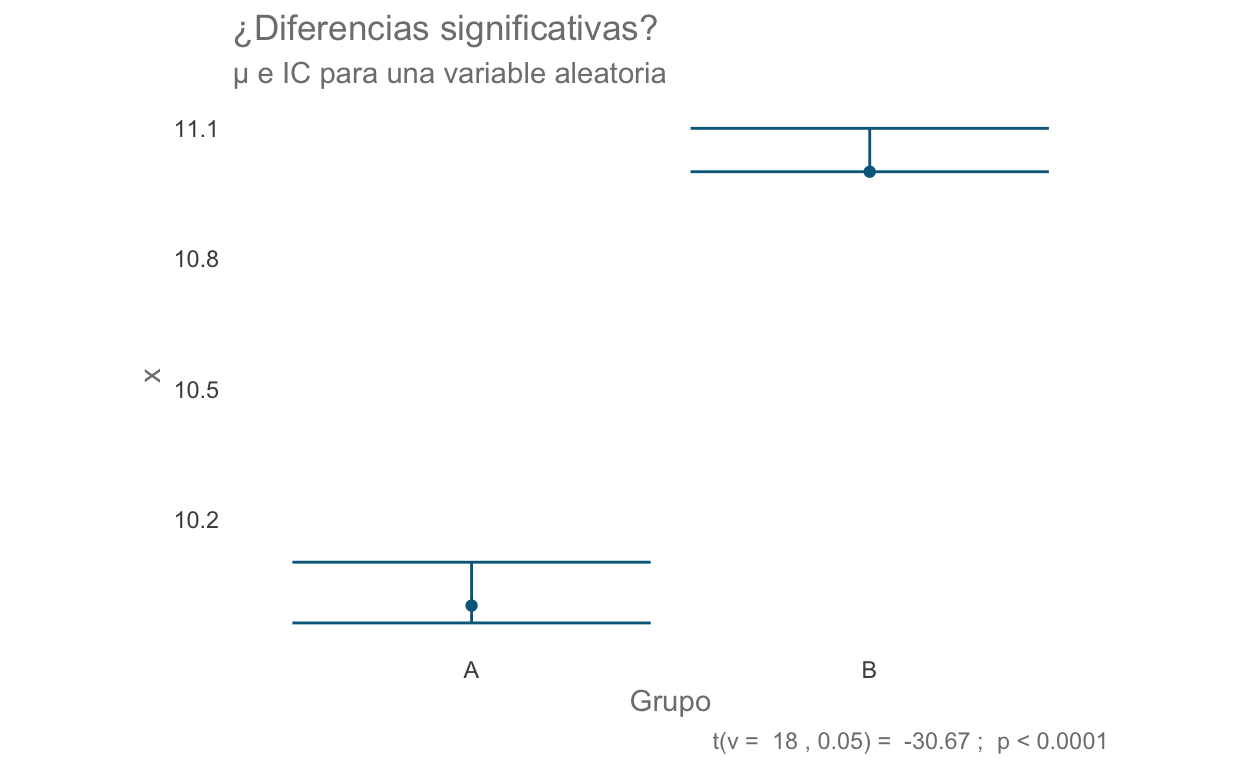 ¿Diferencias significativas?
μ e IC para una variable aleatoria
11.1
10.8
x
10.5
10.2
A
B
Grupo
t(v =  18 , 0.05) =  -30.67 ;  p < 0.0001